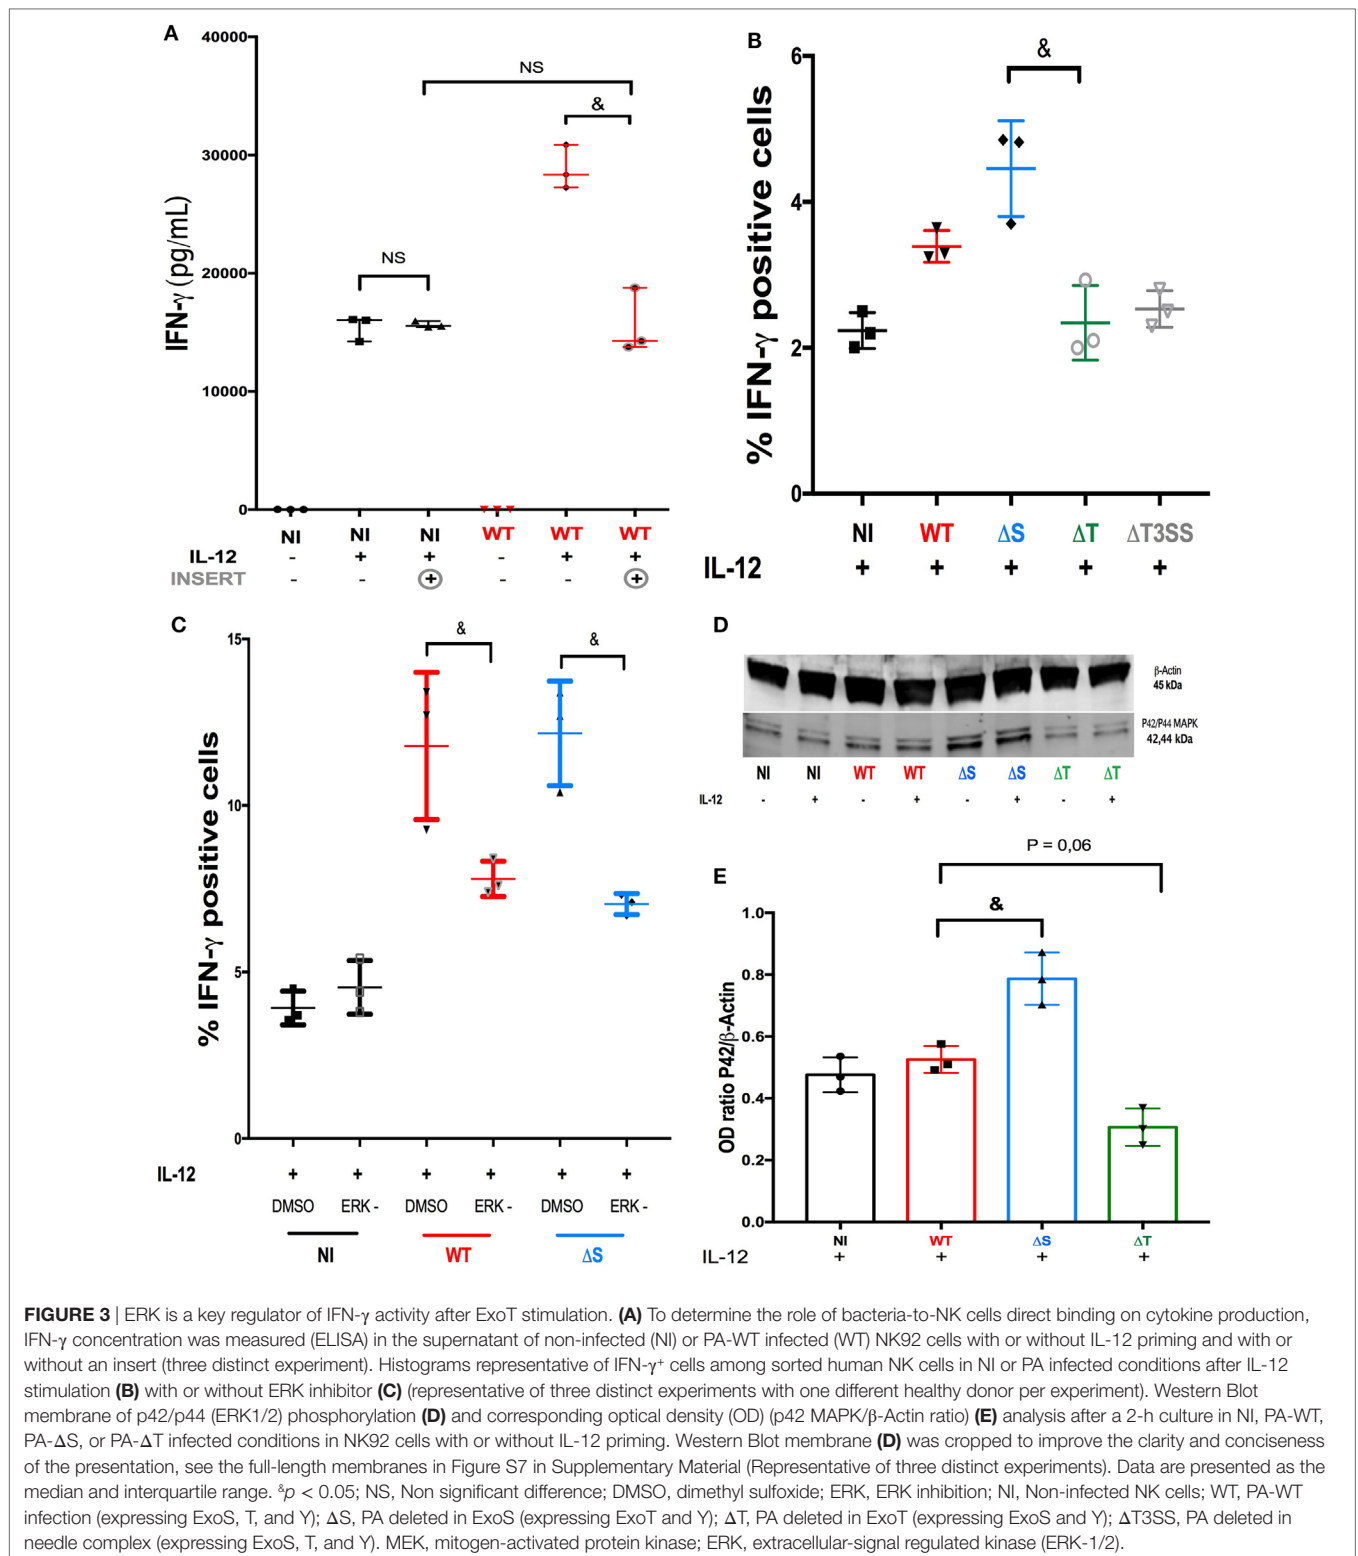 A
40000
30000
20000
10000
0
IFN-γ (pg/mL)
NS
NS
&
NI NI NI WT WT WT
IL-12 - + + - + +
INSERT - - + - - +
B
6
4
2
0
% IFN-γ positive cells
&
NI WT ΔS ΔT ΔT3SS
IL-12 + + + + +
C
15
10
5
0
% IFN-γ positive cells
&
&
IL-12 + + + + + +
DMSO ERK - DMSO ERK - DMSO ERK -
NI WT ΔS
D
β-Actin
45 kDa
P42/P44 MAPK
42,44 kDa
NI NI WT WT ΔS ΔS ΔT ΔT
IL-12 - + - + - + - +
E
P = 0,06
&
1.0
0.8
0.6
0.4
0.2
0.0
OD ratio P42/β-Actin
NI WT ΔS ΔT
IL-12 + + + +
FIGURE 3 | ERK is a key regulator of IFN-γ activity after ExoT stimulation. (A) To determine the role of bacteria-to-NK cells direct binding on cytokine production,
IFN-γ concentration was measured (ELISA) in the supernatant of non-infected (NI) or PA-WT infected (WT) NK92 cells with or without IL-12 priming and with or
without an insert (three distinct experiment). Histograms representative of IFN-γ⁺ cells among sorted human NK cells in NI or PA infected conditions after IL-12
stimulation (B) with or without ERK inhibitor (C) (representative of three distinct experiments with one different healthy donor per experiment). Western Blot
membrane of p42/p44 (ERK1/2) phosphorylation (D) and corresponding optical density (OD) (p42 MAPK/β-Actin ratio) (E) analysis after a 2-h culture in NI, PA-WT,
PA-ΔS, or PA-ΔT infected conditions in NK92 cells with or without IL-12 priming. Western Blot membrane (D) was cropped to improve the clarity and conciseness
of the presentation, see the full-length membranes in Figure S7 in Supplementary Material (Representative of three distinct experiments). Data are presented as the
median and interquartile range. &p < 0.05; NS, Non significant difference; DMSO, dimethyl sulfoxide; ERK, ERK inhibition; NI, Non-infected NK cells; WT, PA-WT
infection (expressing ExoS, T, and Y); ΔS, PA deleted in ExoS (expressing ExoT and Y); ΔT, PA deleted in ExoT (expressing ExoS and Y); ΔT3SS, PA deleted in
needle complex (expressing ExoS, T, and Y). MEK, mitogen-activated protein kinase; ERK, extracellular-signal regulated kinase (ERK-1/2).